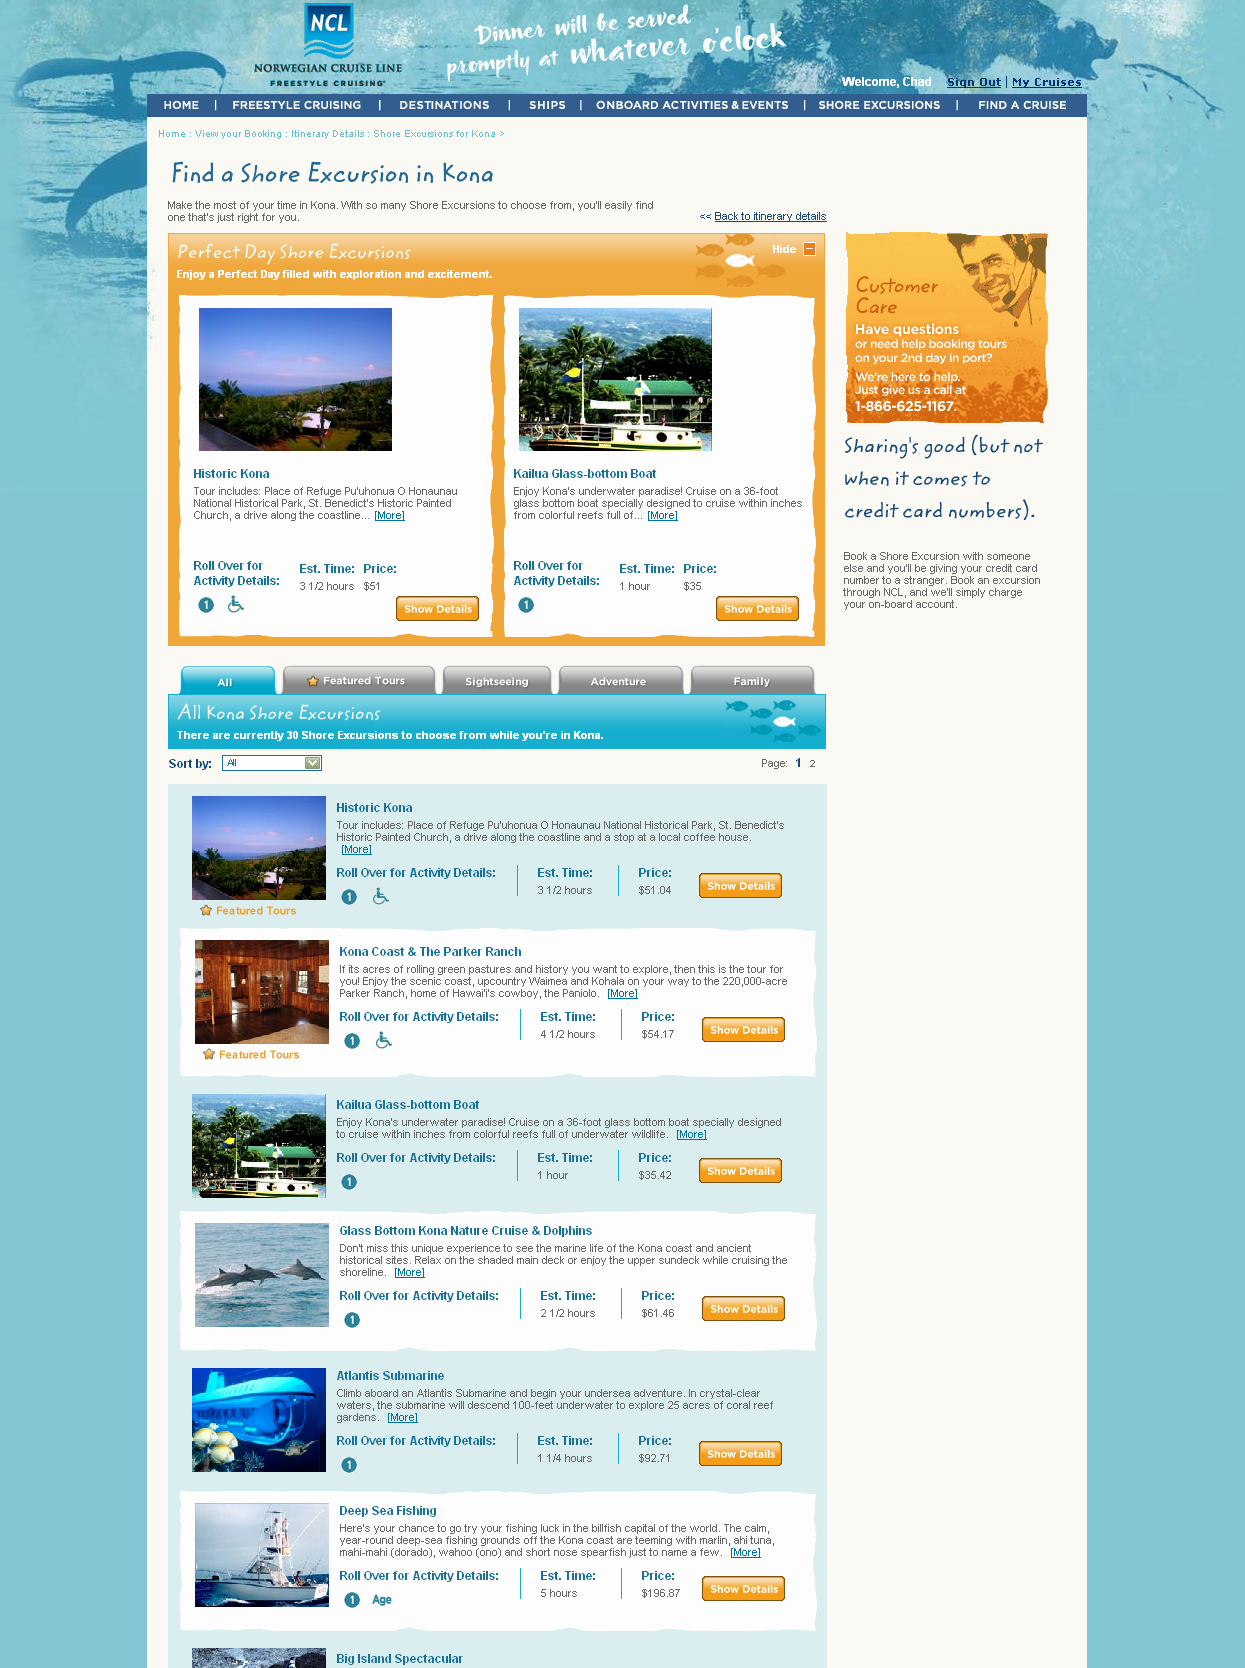 NCL
NORWEGIAN CRUISE LINE
FREESTYLE CRUISING
Dinner will be served
promptly at whatever o'clock
Welcome, Chad Sign Out | My Cruises
HOME | FREESTYLE CRUISING | DESTINATIONS | SHIPS | ONBOARD ACTIVITIES & EVENTS | SHORE EXCURSIONS | FIND A CRUISE
Home : View your Booking : Itinerary Details : Shore Excursions for Kona >
Find a Shore Excursion in Kona
Make the most of your time in Kona. With so many Shore Excursions to choose from, you'll easily find
one that's just right for you.
<< Back to itinerary details
Perfect Day Shore Excursions
Hide
Enjoy a Perfect Day filled with exploration and excitement.
Historic Kona
Tour includes: Place of Refuge Pu'uhonua O Honaunau
National Historical Park, St. Benedict's Historic Painted
Church, a drive along the coastline... [More]
Roll Over for
Activity Details:
Est. Time: Price:
3 1/2 hours $51
1
Show Details
Kailua Glass-bottom Boat
Enjoy Kona's underwater paradise! Cruise on a 36-foot
glass bottom boat specially designed to cruise within inches
from colorful reefs full of... [More]
Roll Over for
Activity Details:
Est. Time: Price:
1 hour $35
1
Show Details
Customer
Care
Have questions
or need help booking tours
on your 2nd day in port?
We're here to help.
Just give us a call at
1-866-625-1167.
Sharing's good (but not
when it comes to
credit card numbers).
Book a Shore Excursion with someone
else and you'll be giving your credit card
number to a stranger. Book an excursion
through NCL, and we'll simply charge
your on-board account.
All Featured Tours Sightseeing Adventure Family
All Kona Shore Excursions
There are currently 30 Shore Excursions to choose from while you're in Kona.
Sort by: All
Page: 1 2
Historic Kona
Tour includes: Place of Refuge Pu'uhonua O Honaunau National Historical Park, St. Benedict's
Historic Painted Church, a drive along the coastline and a stop at a local coffee house.
[More]
Roll Over for Activity Details: Est. Time: Price:
3 1/2 hours $51.04
1
Show Details
Featured Tours
Kona Coast & The Parker Ranch
If its acres of rolling green pastures and history you want to explore, then this is the tour for
you! Enjoy the scenic coast, upcountry Waimea and Kohala on your way to the 220,000-acre
Parker Ranch, home of Hawai'i's cowboy, the Paniolo. [More]
Roll Over for Activity Details: Est. Time: Price:
4 1/2 hours $54.17
1
Show Details
Featured Tours
Kailua Glass-bottom Boat
Enjoy Kona's underwater paradise! Cruise on a 36-foot glass bottom boat specially designed
to cruise within inches from colorful reefs full of underwater wildlife. [More]
Roll Over for Activity Details: Est. Time: Price:
1 hour $35.42
1
Show Details
Glass Bottom Kona Nature Cruise & Dolphins
Don't miss this unique experience to see the marine life of the Kona coast and ancient
historical sites. Relax on the shaded main deck or enjoy the upper sundeck while cruising the
shoreline. [More]
Roll Over for Activity Details: Est. Time: Price:
2 1/2 hours $61.46
1
Show Details
Atlantis Submarine
Climb aboard an Atlantis Submarine and begin your undersea adventure. In crystal-clear
waters, the submarine will descend 100-feet underwater to explore 25 acres of coral reef
gardens. [More]
Roll Over for Activity Details: Est. Time: Price:
1 1/4 hours $92.71
1
Show Details
Deep Sea Fishing
Here's your chance to go try your fishing luck in the billfish capital of the world. The calm,
year-round deep-sea fishing grounds off the Kona coast are teeming with marlin, ahi tuna,
mahi-mahi (dorado), wahoo (ono) and short nose spearfish just to name a few. [More]
Roll Over for Activity Details: Est. Time: Price:
5 hours $196.87
1 Age
Show Details
Big Island Spectacular